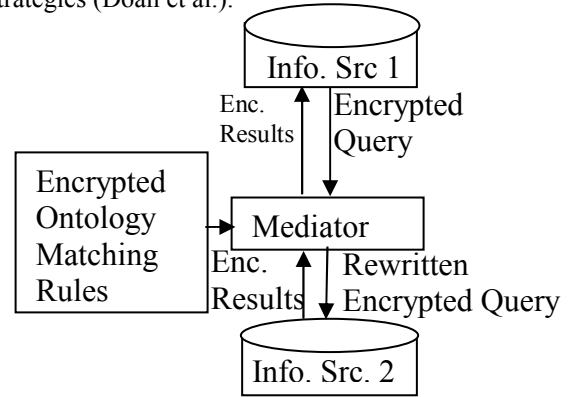 trategies (Doan et al.).
Info. Src 1
Enc.
Results
Encrypted
Query
Encrypted
Ontology
Matching
Rules
Mediator
Enc.
Results
Rewritten
Encrypted Query
Info. Src. 2